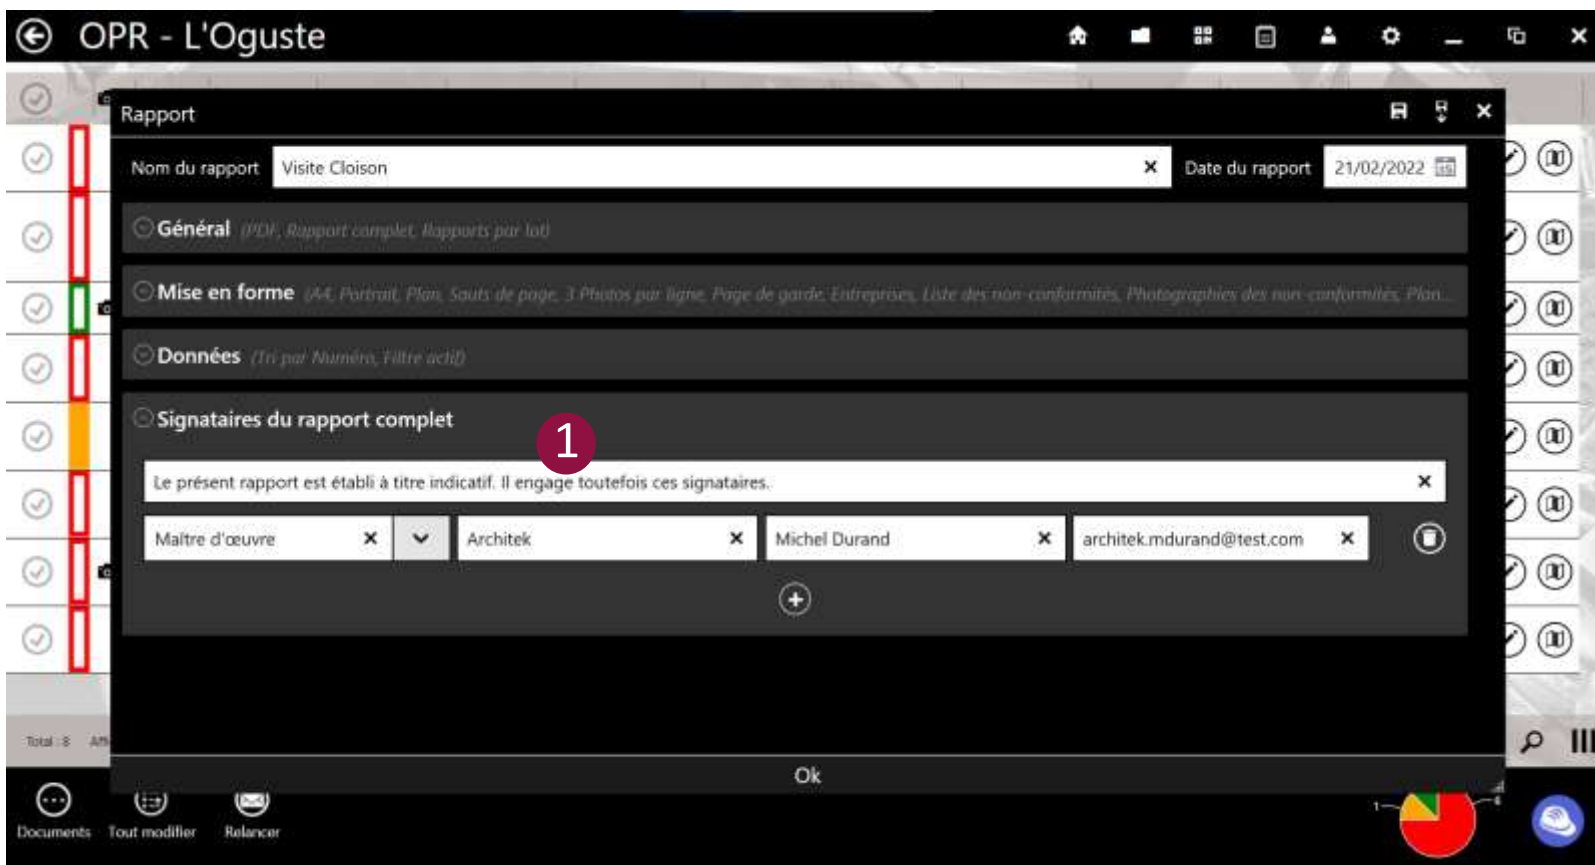 OPR - L'Oguste
Rapport
Nom du rapport Visite Cloison Date du rapport 21/02/2022
Général (PDF, Rapport complet, Rapports par lot)
Mise en forme (A4, Portrait, Plan, Sauts de page, 3 Photos par ligne, Page de garde, Entreprises, Liste des non-conformités, Photographies des non-conformités, Plan...
Données (Tri par Numéro, Filtre actif)
Signataires du rapport complet
1
Le présent rapport est établi à titre indicatif. Il engage toutefois ces signataires.
Maître d'œuvre Architek Michel Durand architek.mdurand@test.com
Total : 8
Ok
1 6
Documents Tout modifier Relancer